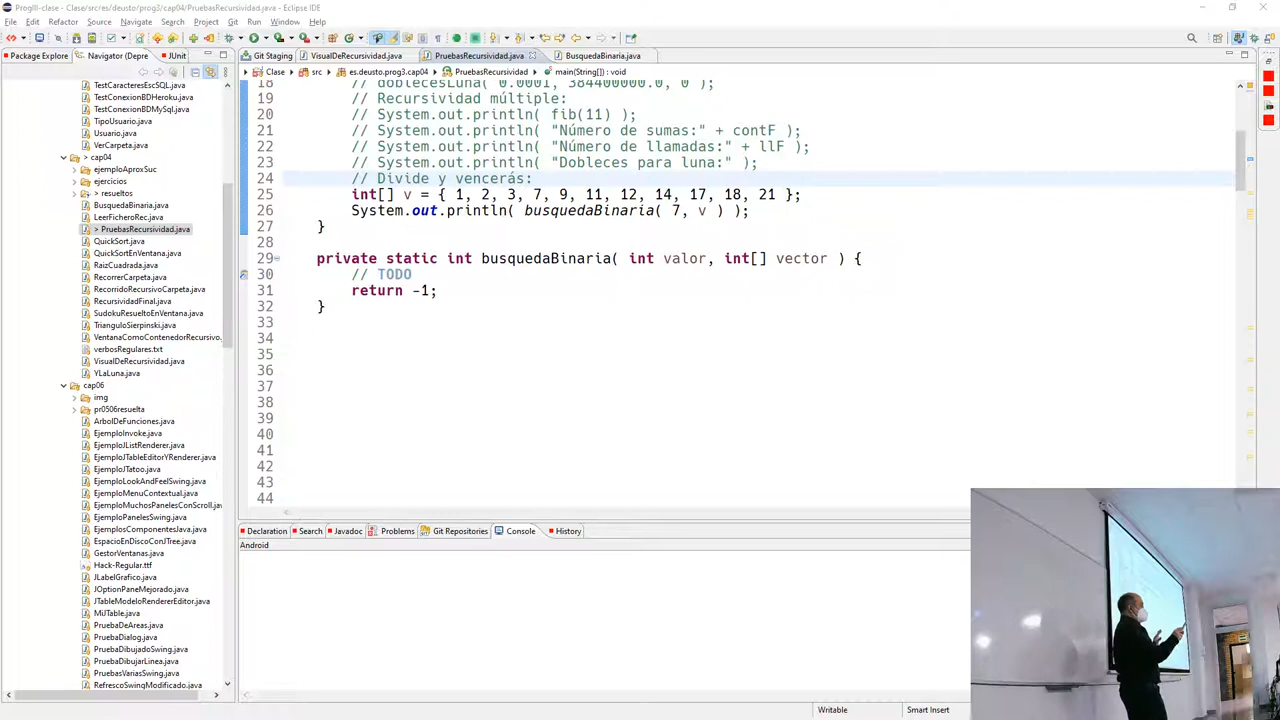 ProgIII-clase - Clase/src/es/deusto/prog3/cap04/PruebasRecursividad.java - Eclipse IDE
File Edit Refactor Source Navigate Search Project Git Run Window Help
Package Explore Navigator (Depre JUnit
Git Staging VisualDeRecursividad.java PruebasRecursividad.java BusquedaBinaria.java
Clase src es.deusto.prog3.cap04 PruebasRecursividad main(String[]) : void
TestCaracteresEscSQL.java
TestConexionBDHeroku.java
TestConexionBDMySql.java
TipoUsuario.java
Usuario.java
VerCarpeta.java
> cap04
ejemploAproxSuc
ejercicios
> resueltos
BusquedaBinaria.java
LeerFicheroRec.java
> PruebasRecursividad.java
QuickSort.java
QuickSortEnVentana.java
RaizCuadrada.java
RecorrerCarpeta.java
RecorridoRecursivoCarpeta.java
RecursividadFinal.java
SudokuResueltoEnVentana.java
TrianguloSierpinski.java
VentanaComoContenedorRecursivo.
verbosRegulares.txt
VisualDeRecursividad.java
YLaLuna.java
cap06
img
pr0506resuelta
ArbolDeFunciones.java
EjemploInvoke.java
EjemploJListRenderer.java
EjemploJTableEditorYRenderer.java
EjemploJTatoo.java
EjemploLookAndFeelSwing.java
EjemploMenuContextual.java
EjemploMuchosPanelesConScroll.jav
EjemploPanelesSwing.java
EjemplosComponentesJava.java
EspacioEnDiscoConJTree.java
GestorVentanas.java
Hack-Regular.ttf
JLabelGrafico.java
JOptionPaneMejorado.java
JTableModeloRendererEditor.java
MiJTable.java
PruebaDeAreas.java
PruebaDialog.java
PruebaDibujadoSwing.java
PruebaDibujarLinea.java
PruebasVariasSwing.java
RefrescoSwingModificado.java
18 // doblecesLuna( 0.0001, 384400000.0, 0 );
19 // Recursividad múltiple:
20 // System.out.println( fib(11) );
21 // System.out.println( "Número de sumas:" + contF );
22 // System.out.println( "Número de llamadas:" + llF );
23 // System.out.println( "Dobleces para luna:" );
24 // Divide y vencerás:
25 int[] v = { 1, 2, 3, 7, 9, 11, 12, 14, 17, 18, 21 };
26 System.out.println( busquedaBinaria( 7, v ) );
27 }
28
29 private static int busquedaBinaria( int valor, int[] vector ) {
30 // TODO
31 return -1;
32 }
33
34
35
36
37
38
39
40
41
42
43
44
Declaration Search Javadoc Problems Git Repositories Console History
Android
Writable Smart Insert